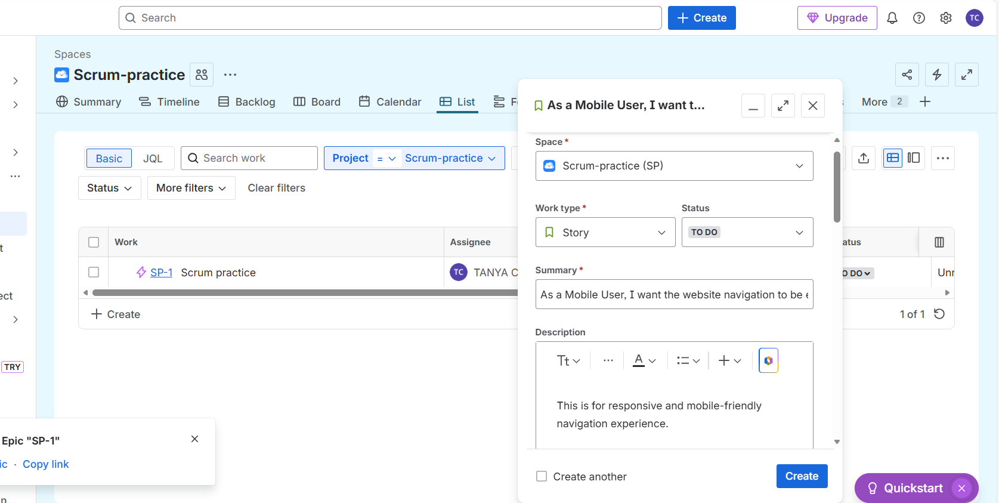 Search
Create
Upgrade
TC
Spaces
Scrum-practice
Summary
Timeline
Backlog
Board
Calendar
List
More 2
Basic
JQL
Search work
Project = Scrum-practice
Status
More filters
Clear filters
Work
Assignee
atus
SP-1 Scrum practice
TC TANYA C
O DO
Unr
Create
1 of 1
t
ect
TRY
Epic "SP-1"
ic · Copy link
n...
As a Mobile User, I want t...
Space *
Scrum-practice (SP)
Work type *
Status
Story
TO DO
Summary *
As a Mobile User, I want the website navigation to be e
Description
Tt
A
This is for responsive and mobile-friendly
navigation experience.
Create another
Create
Quickstart